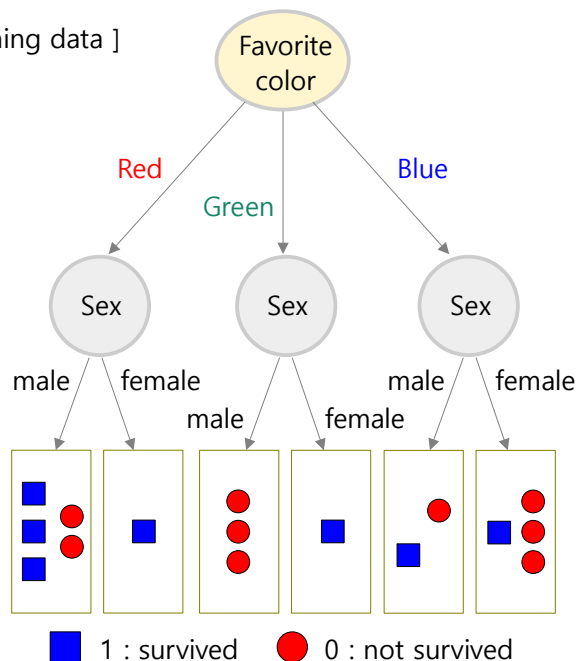 ning data ]
Favorite
color
Red
Green
Blue
Sex
Sex
Sex
male
female
male
female
male
female
1 : survived
0 : not survived